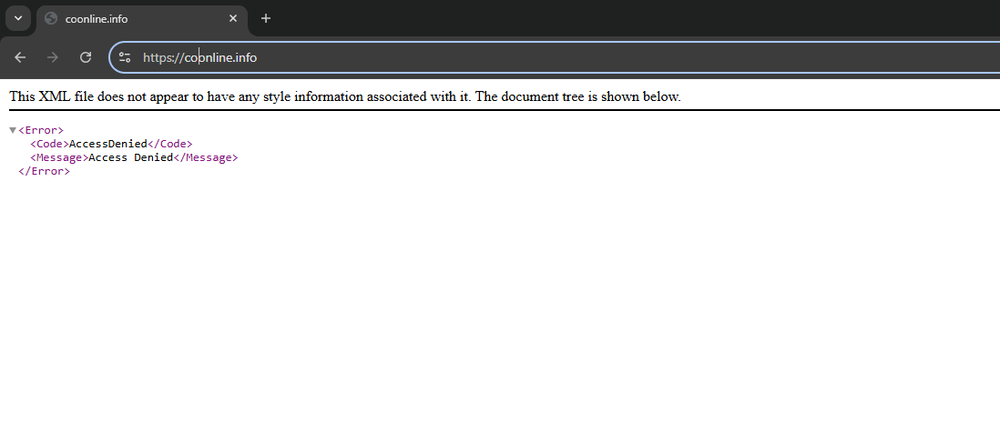 coonline.info
https://coonline.info
This XML file does not appear to have any style information associated with it. The document tree is shown below.
<Error>
<Code>AccessDenied</Code>
<Message>Access Denied</Message>
</Error>